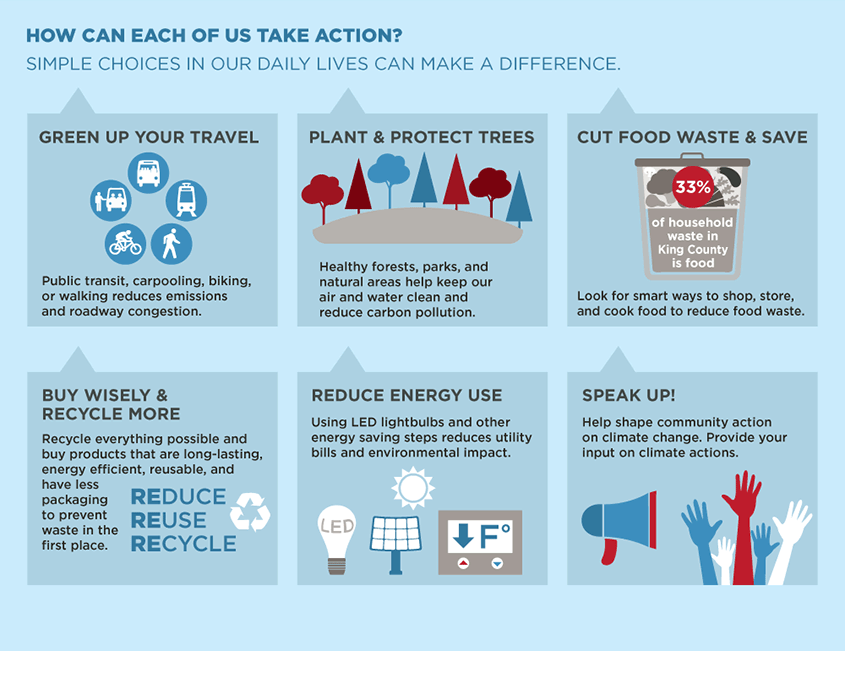 HOW CAN EACH OF US TAKE ACTION?
SIMPLE CHOICES IN OUR DAILY LIVES CAN MAKE A DIFFERENCE.
GREEN UP YOUR TRAVEL
Public transit, carpooling, biking,
or walking reduces emissions
and roadway congestion.
PLANT & PROTECT TREES
Healthy forests, parks, and
natural areas help keep our
air and water clean and
reduce carbon pollution.
CUT FOOD WASTE & SAVE
33%
of household
waste in
King County
is food
Look for smart ways to shop, store,
and cook food to reduce food waste.
BUY WISELY &
RECYCLE MORE
Recycle everything possible and
buy products that are long-lasting,
energy efficient, reusable, and
have less
packaging
to prevent
waste in the
first place.
REDUCE
REUSE
RECYCLE
REDUCE ENERGY USE
Using LED lightbulbs and other
energy saving steps reduces utility
bills and environmental impact.
LED
F°
SPEAK UP!
Help shape community action
on climate change. Provide your
input on climate actions.